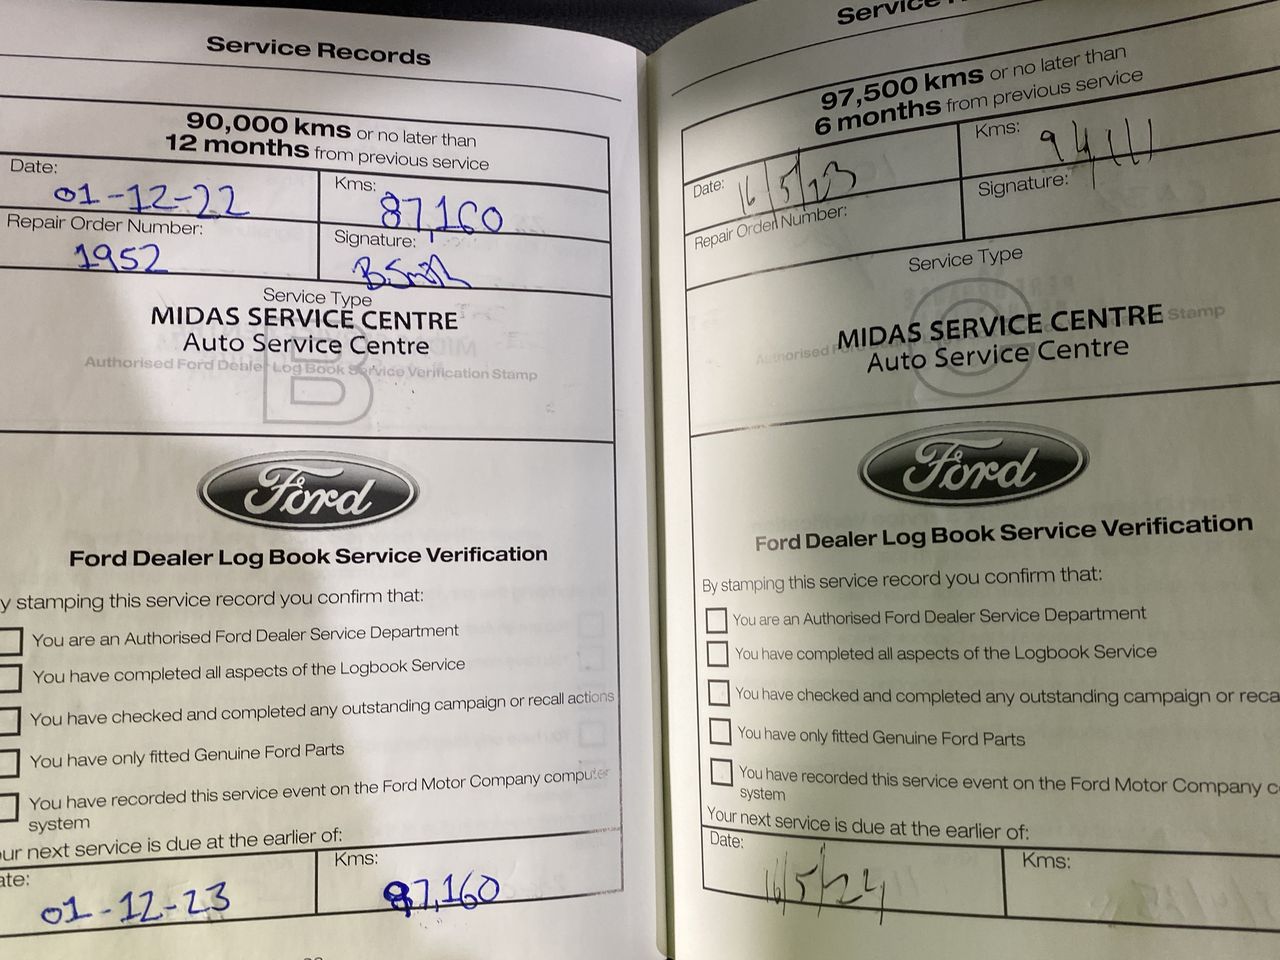 Service Records
90,000 kms or no later than
12 months from previous service
Date:
01-12-22
Kms:
87,160
Repair Order Number:
1952
Signature:
B.Smith
Service Type
MIDAS SERVICE CENTRE
Auto Service Centre
Authorised Ford Dealer Log Book Service Verification Stamp
B
Ford
Ford Dealer Log Book Service Verification
y stamping this service record you confirm that:
You are an Authorised Ford Dealer Service Department
You have completed all aspects of the Logbook Service
You have checked and completed any outstanding campaign or recall actions
You have only fitted Genuine Ford Parts
You have recorded this service event on the Ford Motor Company computer
system
our next service is due at the earlier of:
ate:
01-12-23
Kms:
97,160
Service
97,500 kms or no later than
6 months from previous service
Date: 16/5/23
Kms: 94,111
Repair Order Number:
Signature:
Service Type
MIDAS SERVICE CENTRE
Auto Service Centre
Authorised Stamp
C
Ford
Ford Dealer Log Book Service Verification
By stamping this service record you confirm that:
You are an Authorised Ford Dealer Service Department
You have completed all aspects of the Logbook Service
You have checked and completed any outstanding campaign or reca
You have only fitted Genuine Ford Parts
You have recorded this service event on the Ford Motor Company c
system
Your next service is due at the earlier of:
Date:
16/5/24
Kms: